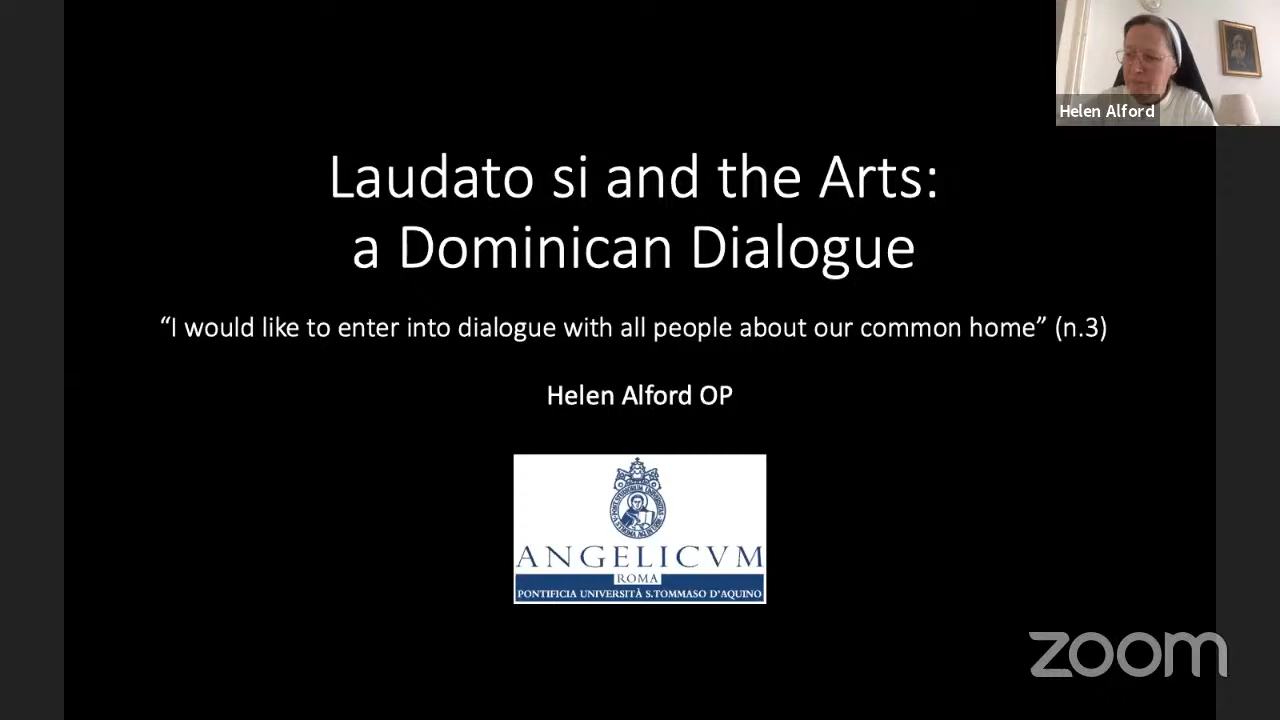 Helen Alford
Laudato si and the Arts:
a Dominican Dialogue
“I would like to enter into dialogue with all people about our common home” (n.3)
Helen Alford OP
ANGELICVM
ROMA
PONTIFICIA UNIVERSITÀ S.TOMMASO D'AQUINO
zoom